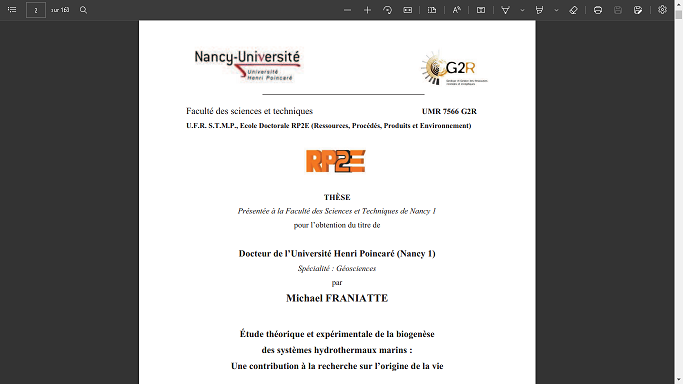 2
sur 163
Nancy-Université
Université
Henri Poincaré
G2R
Faculté des sciences et techniques
UMR 7566 G2R
U.F.R. S.T.M.P., Ecole Doctorale RP2E (Ressources, Procédés, Produits et Environnement)
RP2E
THÈSE
Présentée à la Faculté des Sciences et Techniques de Nancy 1
pour l’obtention du titre de
Docteur de l’Université Henri Poincaré (Nancy 1)
Spécialité : Géosciences
par
Michael FRANIATTE
Étude théorique et expérimentale de la biogenèse
des systèmes hydrothermaux marins :
Une contribution à la recherche sur l’origine de la vie